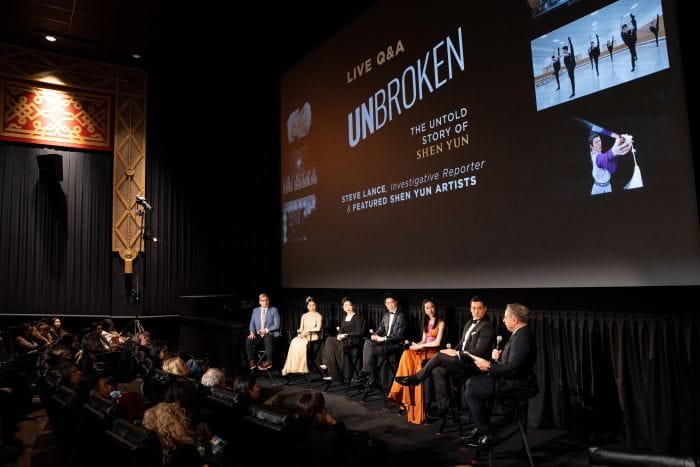 LIVE Q&A
UNBROKEN
THE UNTOLD
STORY OF
SHEN YUN
STEVE LANCE, Investigative Reporter
& FEATURED SHEN YUN ARTISTS